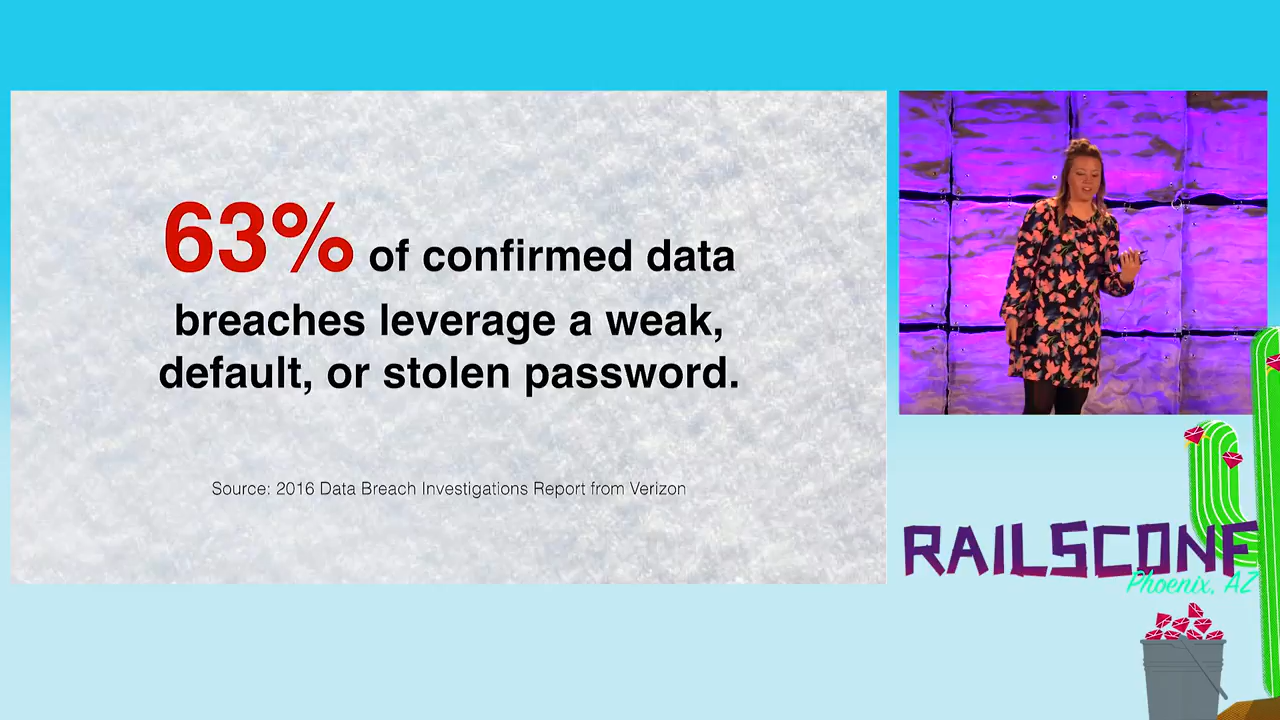 63% of confirmed data
breaches leverage a weak,
default, or stolen password.
Source: 2016 Data Breach Investigations Report from Verizon
RAILSCONF
Phoenix, AZ